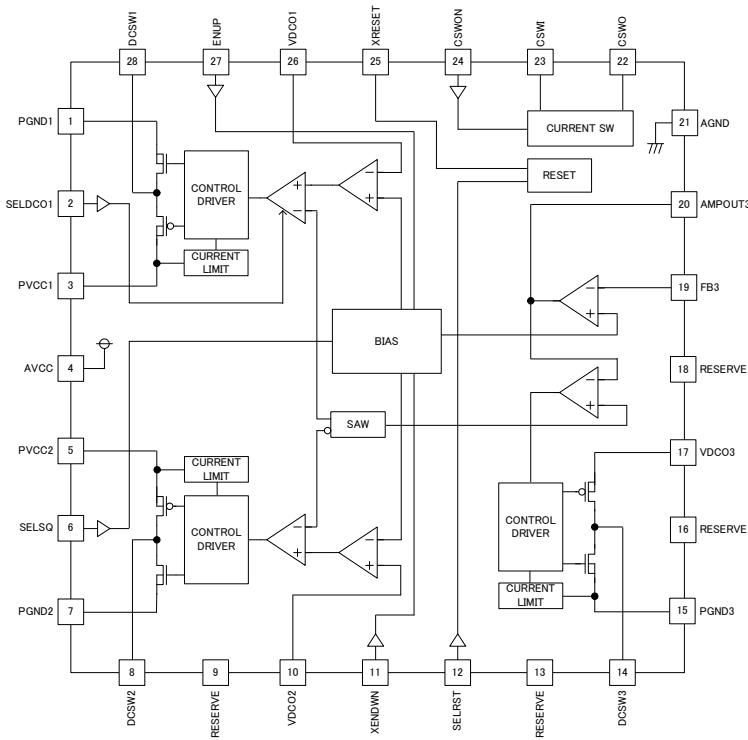 DCSW1
ENUP
VDCO1
XRESET
CSWON
CSWI
CSWO
28
27
26
25
24
23
22
PGND1
1
CURRENT SW
21
AGND
CONTROL
DRIVER
−
+
+
−
RESET
SELDCO1
2
20
AMPOUT3
CURRENT
LIMIT
PVCC1
3
−
+
19
FB3
BIAS
AVCC
4
18
RESERVE
−
+
SAW
PVCC2
5
CURRENT
LIMIT
17
VDCO3
SELSQ
6
CONTROL
DRIVER
−
+
−
+
CONTROL
DRIVER
16
RESERVE
CURRENT
LIMIT
PGND2
7
15
PGND3
8
9
10
11
12
13
14
DCSW2
RESERVE
VDCO2
XENDWN
SELRST
RESERVE
DCSW3